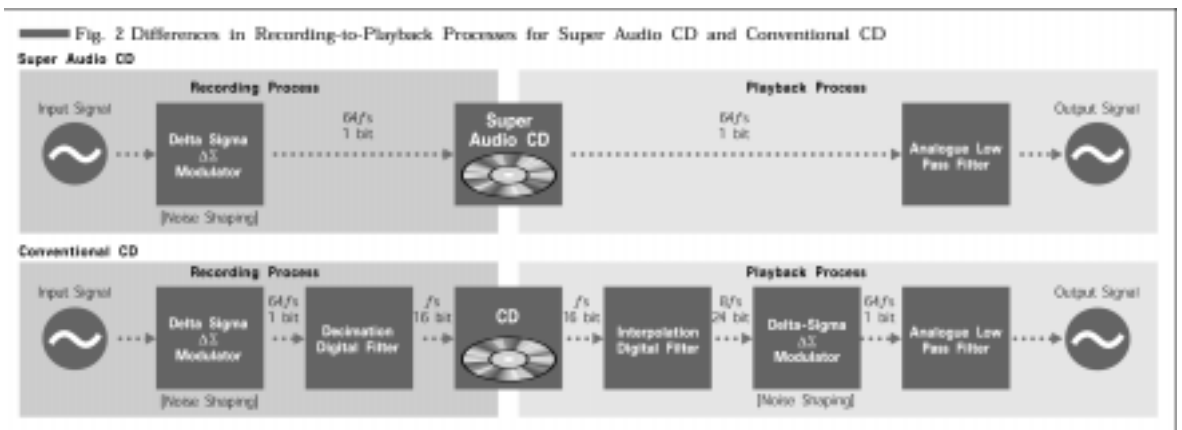 Fig. 2 Differences in Recording-to-Playback Processes for Super Audio CD and Conventional CD
Super Audio CD
Recording Process
Playback Process
Input Signal
Delta Sigma
ΔΣ
Modulator
[Noise Shaping]
64fs
1 bit
Super
Audio CD
64fs
1 bit
Analogue Low
Pass Filter
Output Signal
Conventional CD
Recording Process
Playback Process
Input Signal
Delta Sigma
ΔΣ
Modulator
[Noise Shaping]
64fs
1 bit
Decimation
Digital Filter
fs
16 bit
CD
fs
16 bit
Interpolation
Digital Filter
8fs
24 bit
Delta-Sigma
ΔΣ
Modulator
[Noise Shaping]
64fs
1 bit
Analogue Low
Pass Filter
Output Signal